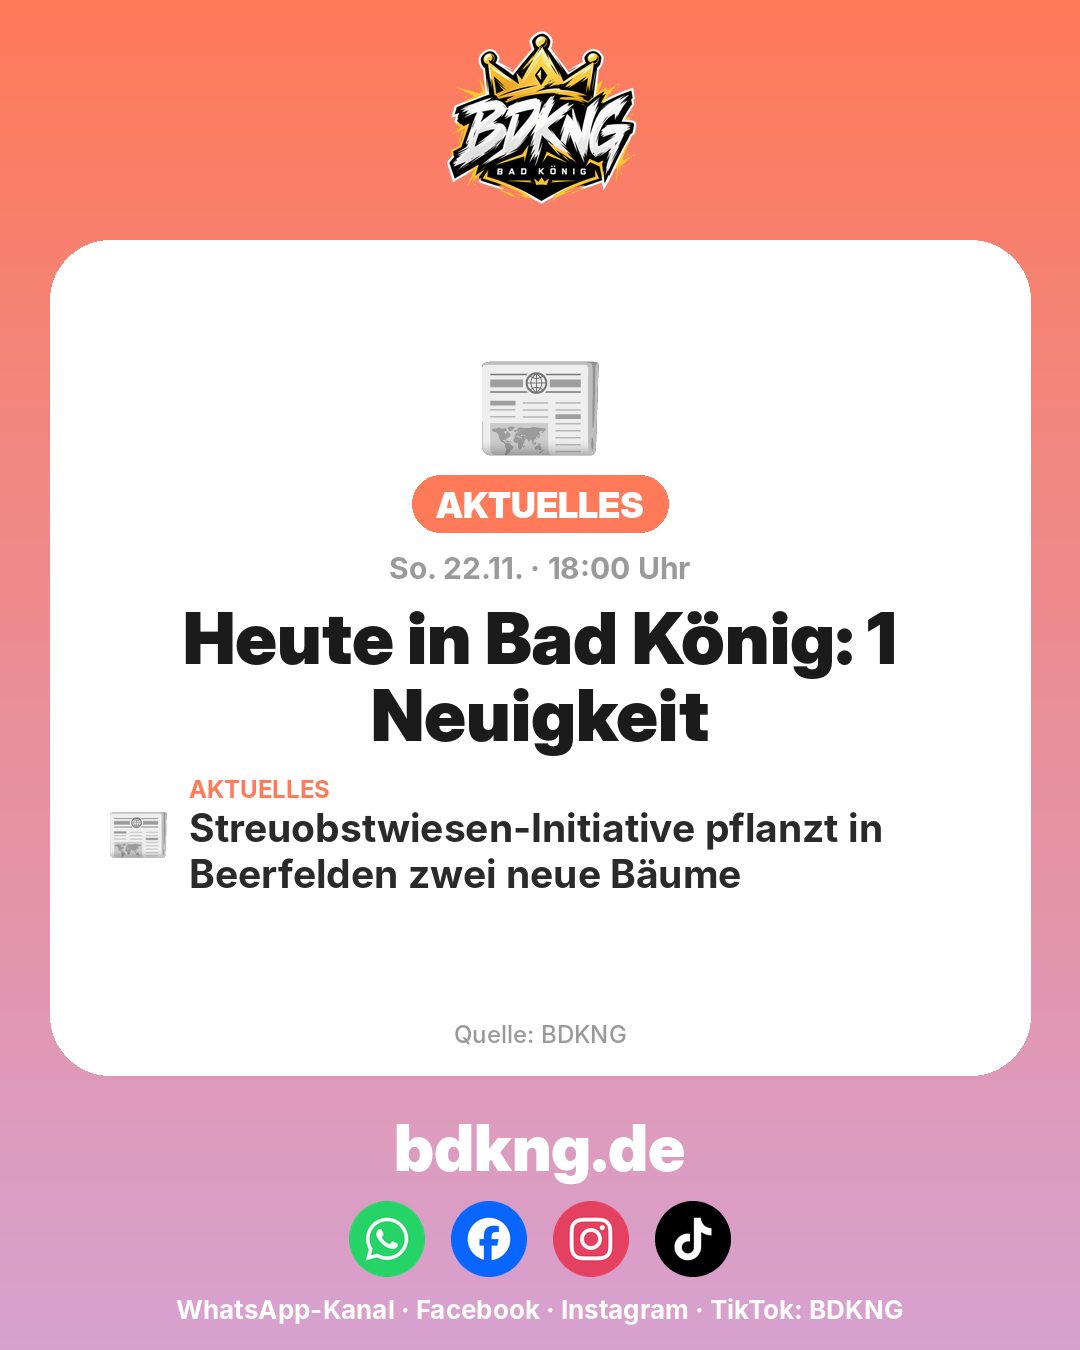 BDKNG
BAD KÖNIG
AKTUELLES
So. 22.11. · 18:00 Uhr
Heute in Bad König: 1
Neuigkeit
AKTUELLES
Streuobstwiesen-Initiative pflanzt in
Beerfelden zwei neue Bäume
Quelle: BDKNG
bdkng.de
WhatsApp-Kanal · Facebook · Instagram · TikTok: BDKNG